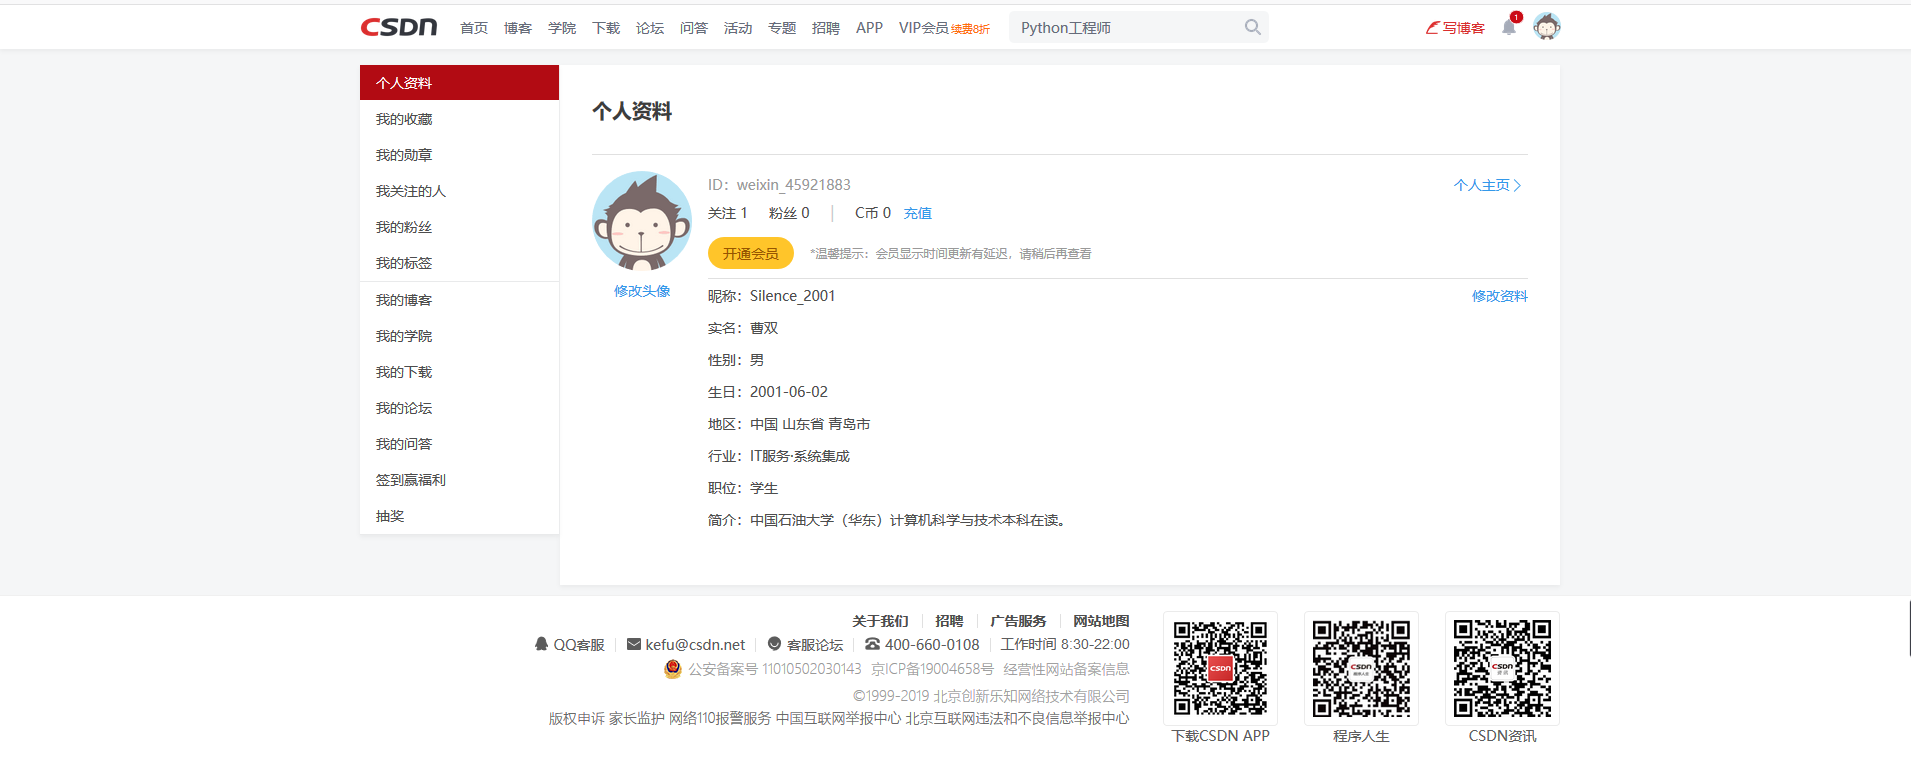 CSDN 首页 博客 学院 下载 论坛 问答 活动 专题 招聘 APP VIP会员 续费8折 Python工程师 写博客 1
个人资料
我的收藏
我的勋章
我关注的人
我的粉丝
我的标签
我的博客
我的学院
我的下载
我的论坛
我的问答
签到赢福利
抽奖
个人资料
ID：weixin_45921883 个人主页
关注 1 粉丝 0 C币 0 充值
开通会员 *温馨提示：会员显示时间更新有延迟，请稍后再查看
修改头像
昵称：Silence_2001 修改资料
实名：曹双
性别：男
生日：2001-06-02
地区：中国 山东省 青岛市
行业：IT服务·系统集成
职位：学生
简介：中国石油大学（华东）计算机科学与技术本科在读。
关于我们 招聘 广告服务 网站地图
QQ客服 kefu@csdn.net 客服论坛 400-660-0108 工作时间 8:30-22:00
公安备案号 11010502030143 京ICP备19004658号 经营性网站备案信息
©1999-2019 北京创新乐知网络技术有限公司
版权申诉 家长监护 网络110报警服务 中国互联网举报中心 北京互联网违法和不良信息举报中心
CSDN
下载CSDN APP
CSDN
程序人生
CSDN
CSDN资讯